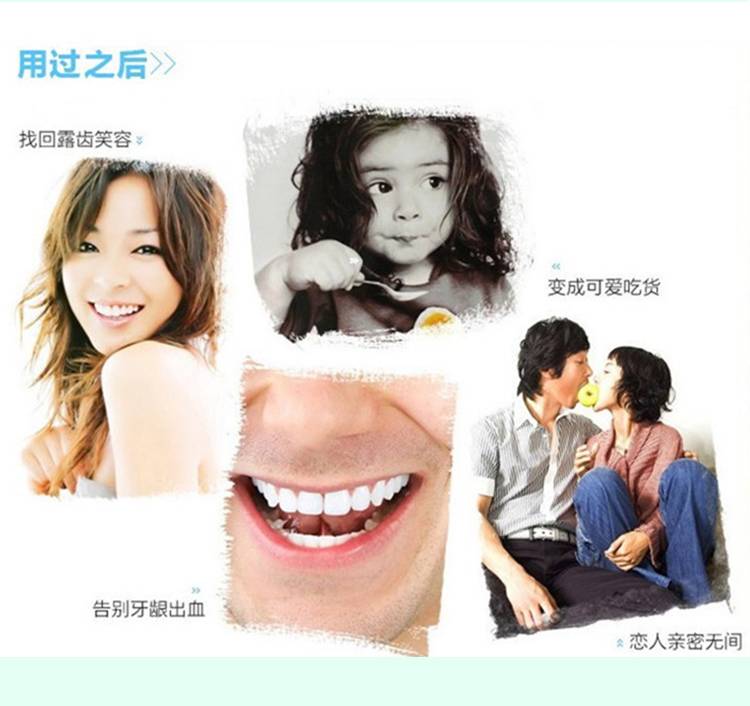 用过之后>>
找回露齿笑容
变成可爱吃货
告别牙龈出血
恋人亲密无间